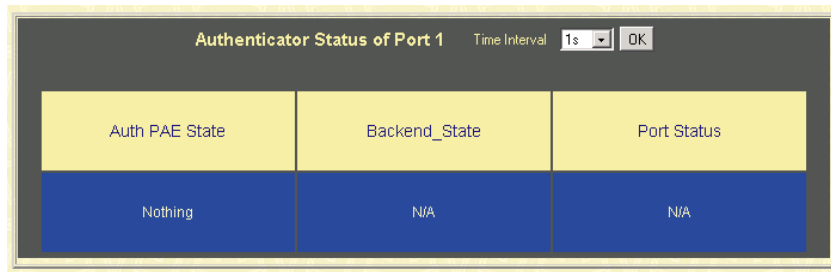 Authenticator Status of Port 1 Time Interval 1s OK
Auth PAE State Backend_State Port Status
Nothing N/A N/A